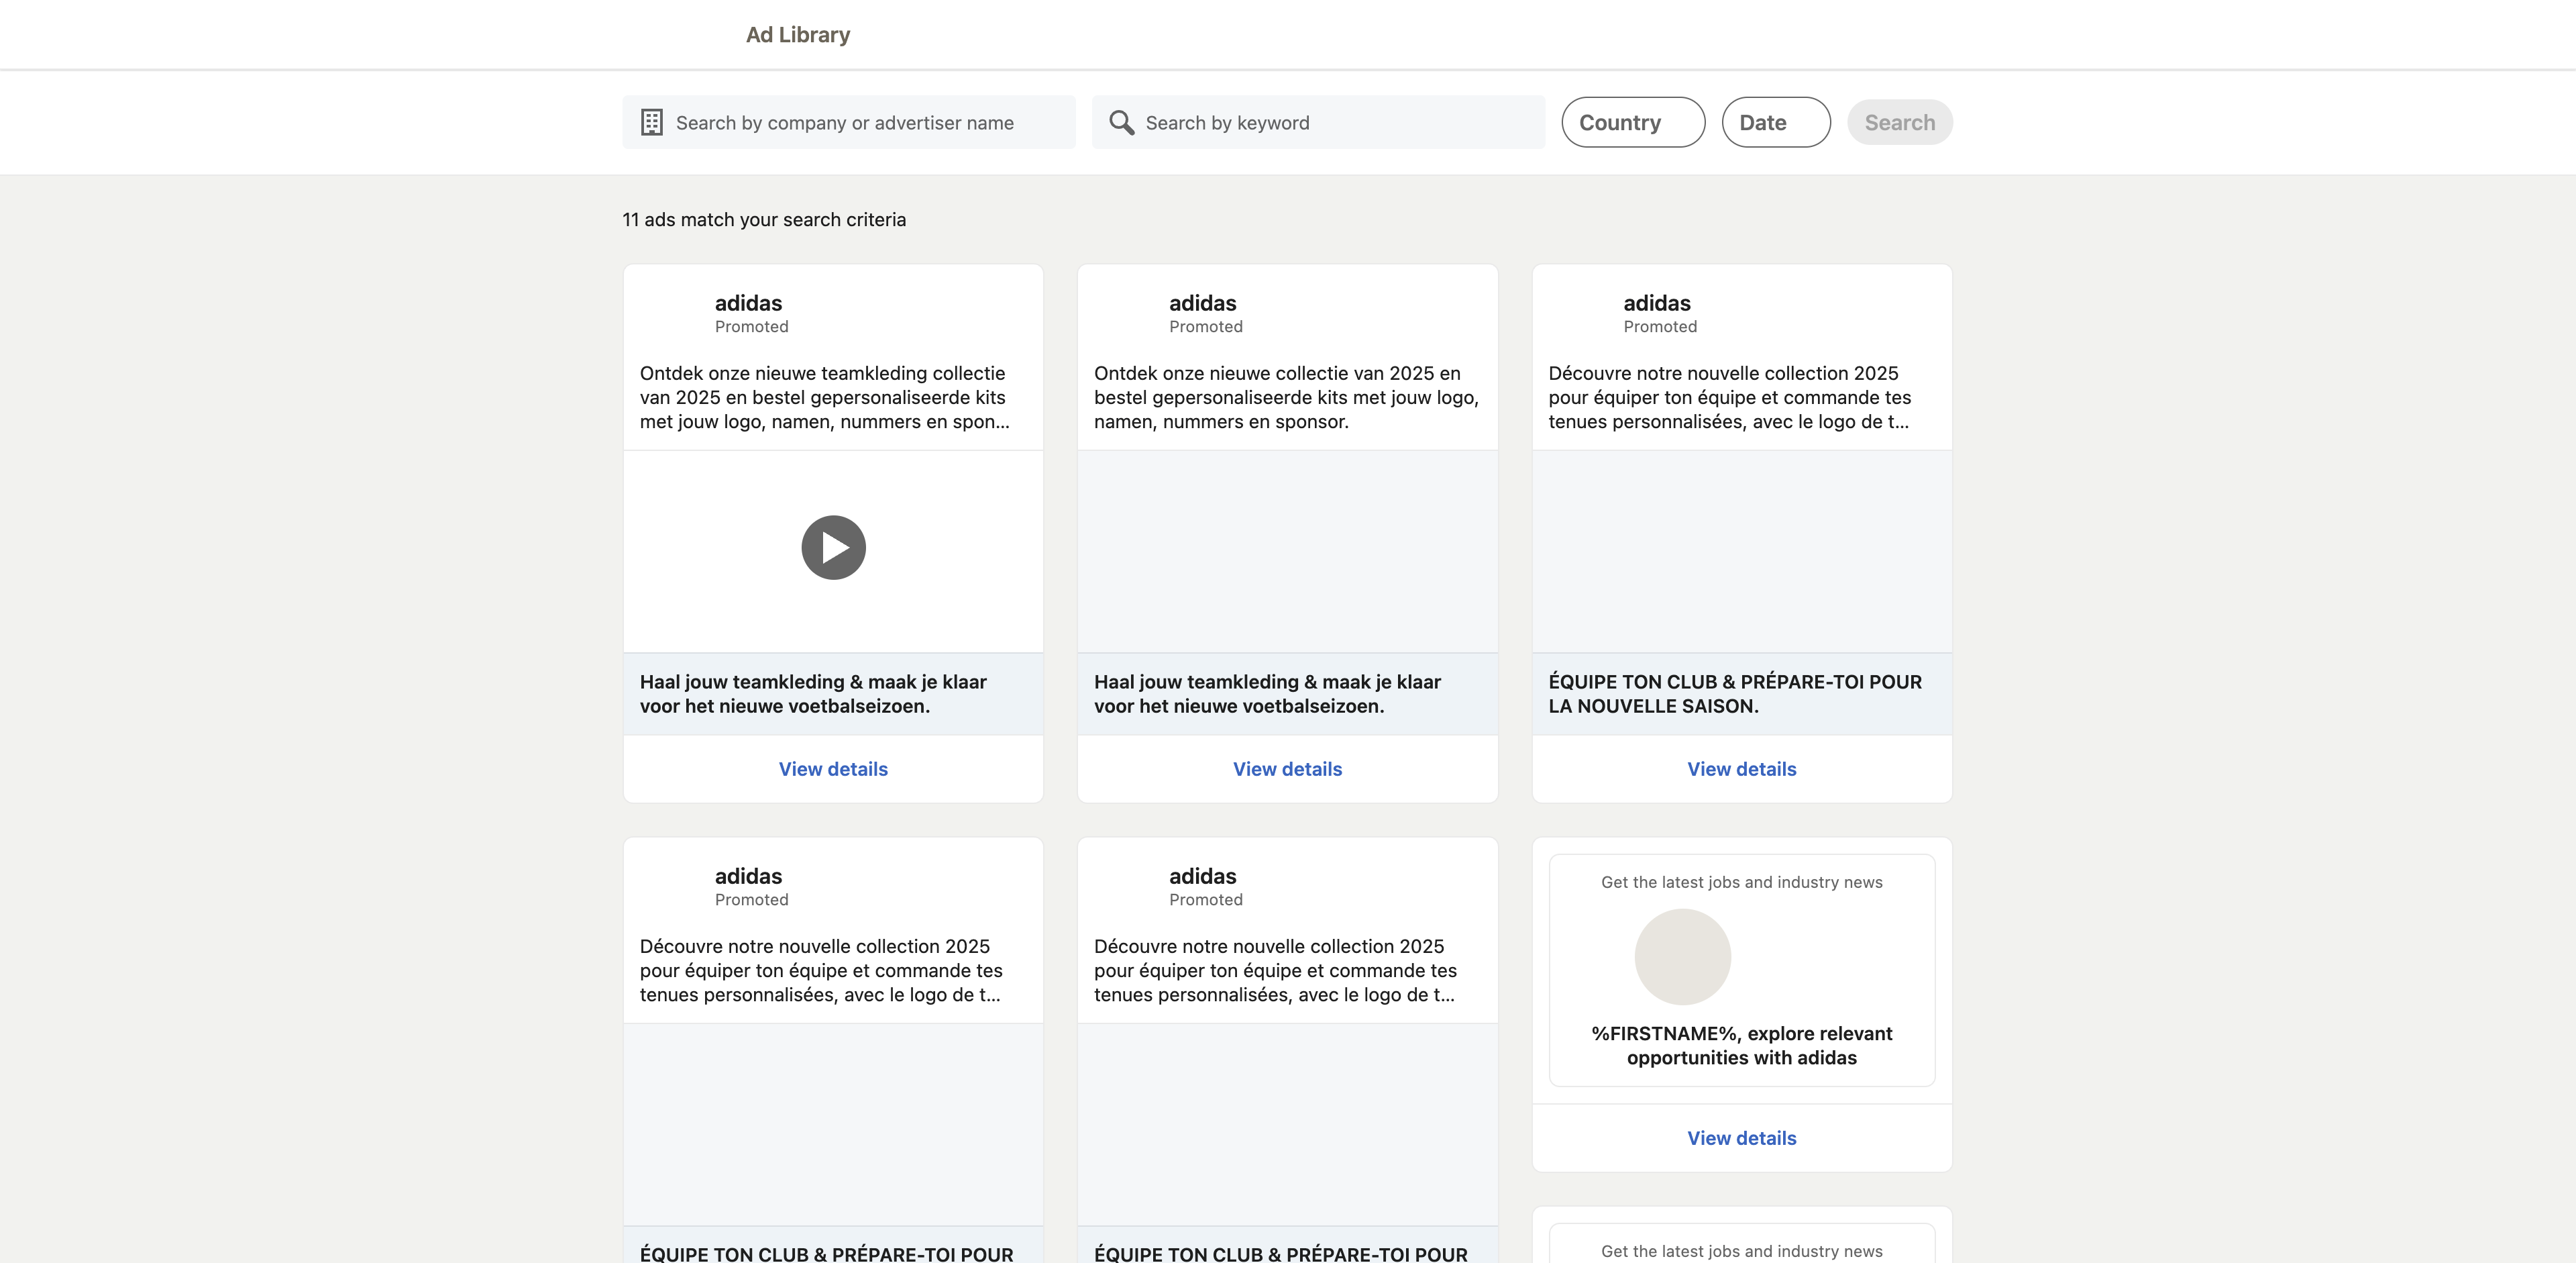 Ad Library
Search by company or advertiser name
Search by keyword
Country
Date
Search
11 ads match your search criteria
adidas
Promoted
Ontdek onze nieuwe teamkleding collectie
van 2025 en bestel gepersonaliseerde kits
met jouw logo, namen, nummers en spon...
Haal jouw teamkleding & maak je klaar
voor het nieuwe voetbalseizoen.
View details
adidas
Promoted
Ontdek onze nieuwe collectie van 2025 en
bestel gepersonaliseerde kits met jouw logo,
namen, nummers en sponsor.
Haal jouw teamkleding & maak je klaar
voor het nieuwe voetbalseizoen.
View details
adidas
Promoted
Découvre notre nouvelle collection 2025
pour équiper ton équipe et commande tes
tenues personnalisées, avec le logo de t...
ÉQUIPE TON CLUB & PRÉPARE-TOI POUR
LA NOUVELLE SAISON.
View details
adidas
Promoted
Découvre notre nouvelle collection 2025
pour équiper ton équipe et commande tes
tenues personnalisées, avec le logo de t...
ÉQUIPE TON CLUB & PRÉPARE-TOI POUR
adidas
Promoted
Découvre notre nouvelle collection 2025
pour équiper ton équipe et commande tes
tenues personnalisées, avec le logo de t...
ÉQUIPE TON CLUB & PRÉPARE-TOI POUR
Get the latest jobs and industry news
%FIRSTNAME%, explore relevant
opportunities with adidas
View details
Get the latest jobs and industry news